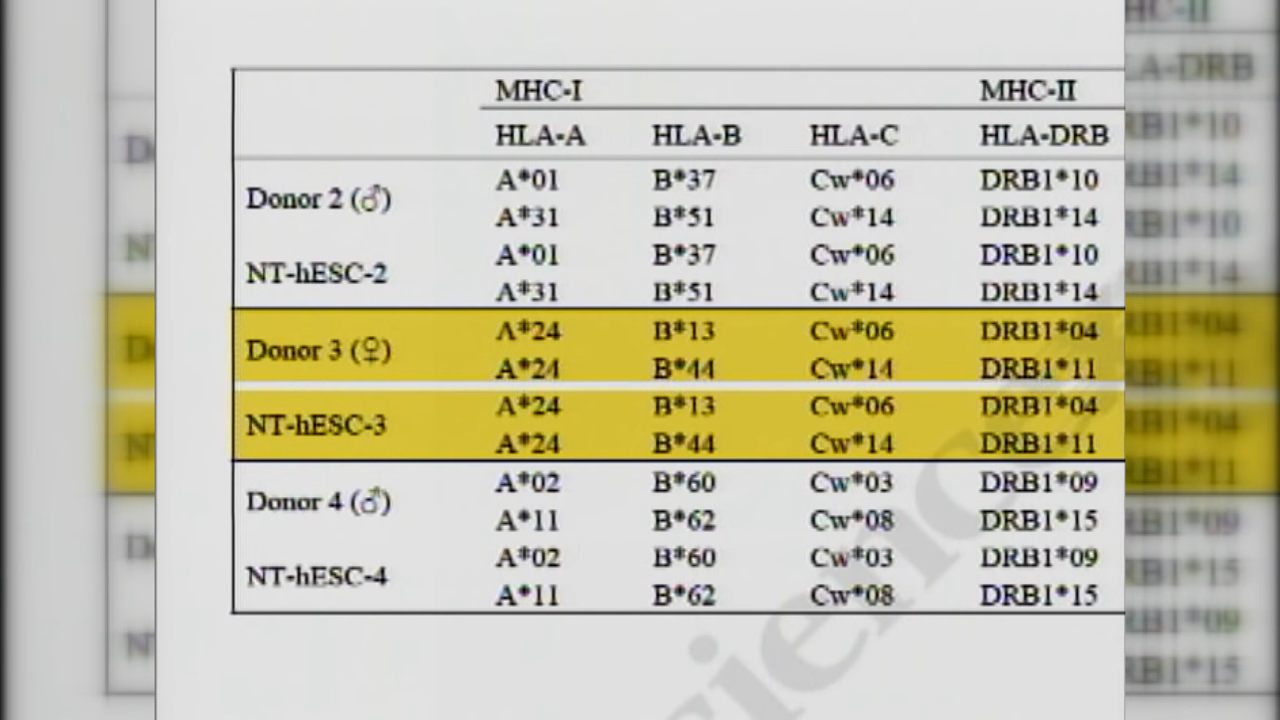 MHC-I MHC-II
HLA-A HLA-B HLA-C HLA-DRB
Donor 2 (♂) A*01 B*37 Cw*06 DRB1*10
A*31 B*51 Cw*14 DRB1*14
NT-hESC-2 A*01 B*37 Cw*06 DRB1*10
A*31 B*51 Cw*14 DRB1*14
Donor 3 (♀) A*24 B*13 Cw*06 DRB1*04
A*24 B*44 Cw*14 DRB1*11
NT-hESC-3 A*24 B*13 Cw*06 DRB1*04
A*24 B*44 Cw*14 DRB1*11
Donor 4 (♂) A*02 B*60 Cw*03 DRB1*09
A*11 B*62 Cw*08 DRB1*15
NT-hESC-4 A*02 B*60 Cw*03 DRB1*09
A*11 B*62 Cw*08 DRB1*15